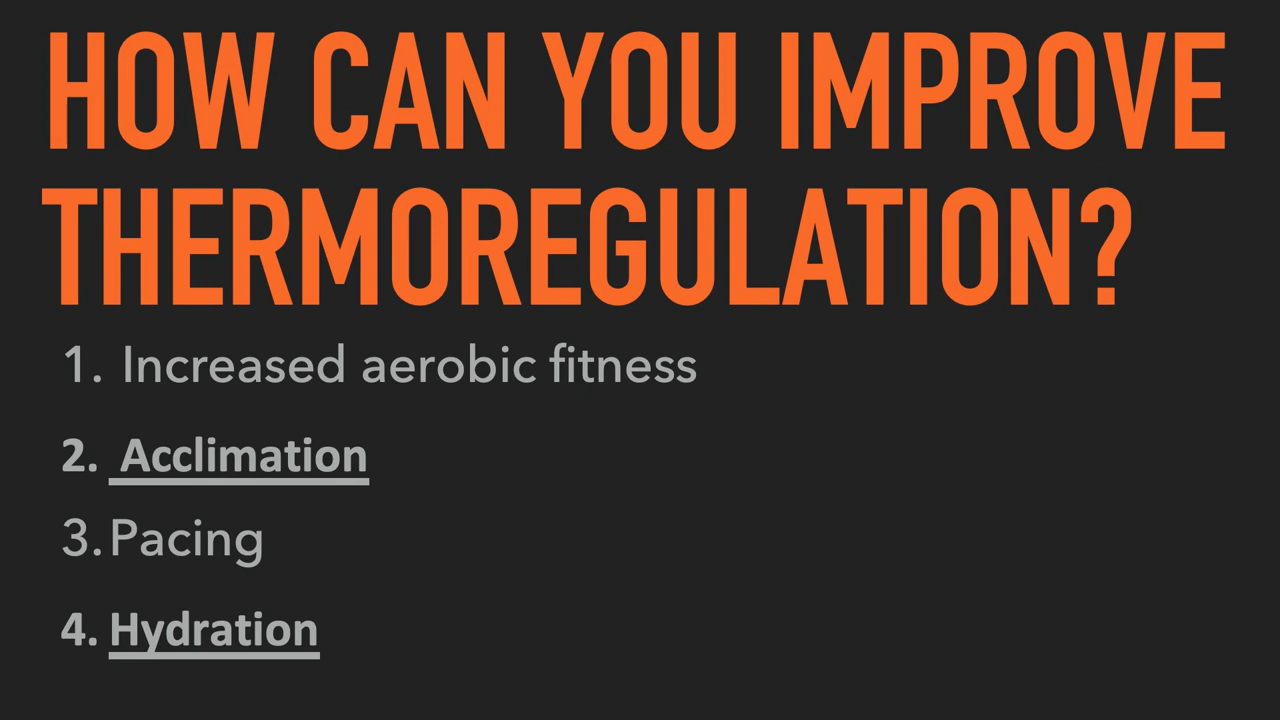 HOW CAN YOU IMPROVE
THERMOREGULATION?
1. Increased aerobic fitness
2. Acclimation
3. Pacing
4. Hydration